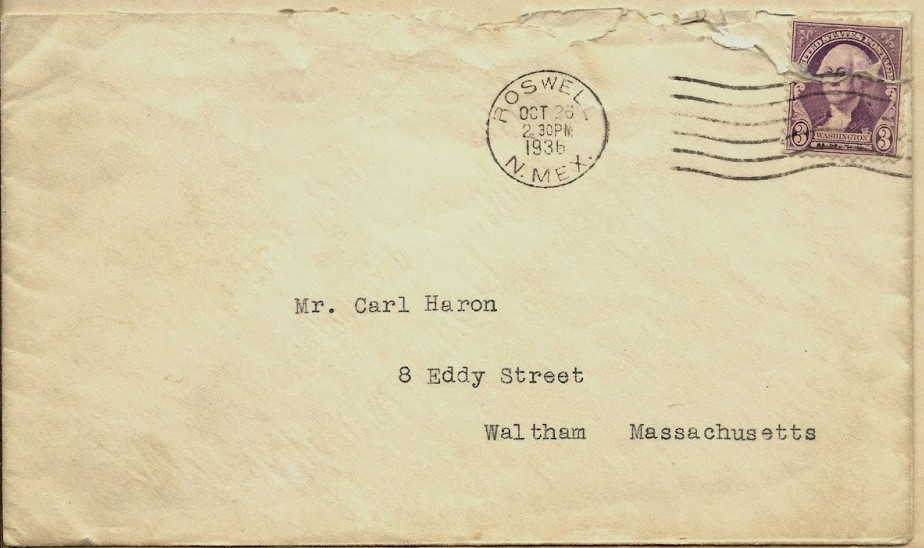 ROSWELL
OCT 26
2 30PM
1936
N. MEX.
UNITED STATES POSTAGE
3 WASHINGTON 3
Mr. Carl Haron
8 Eddy Street
Waltham Massachusetts